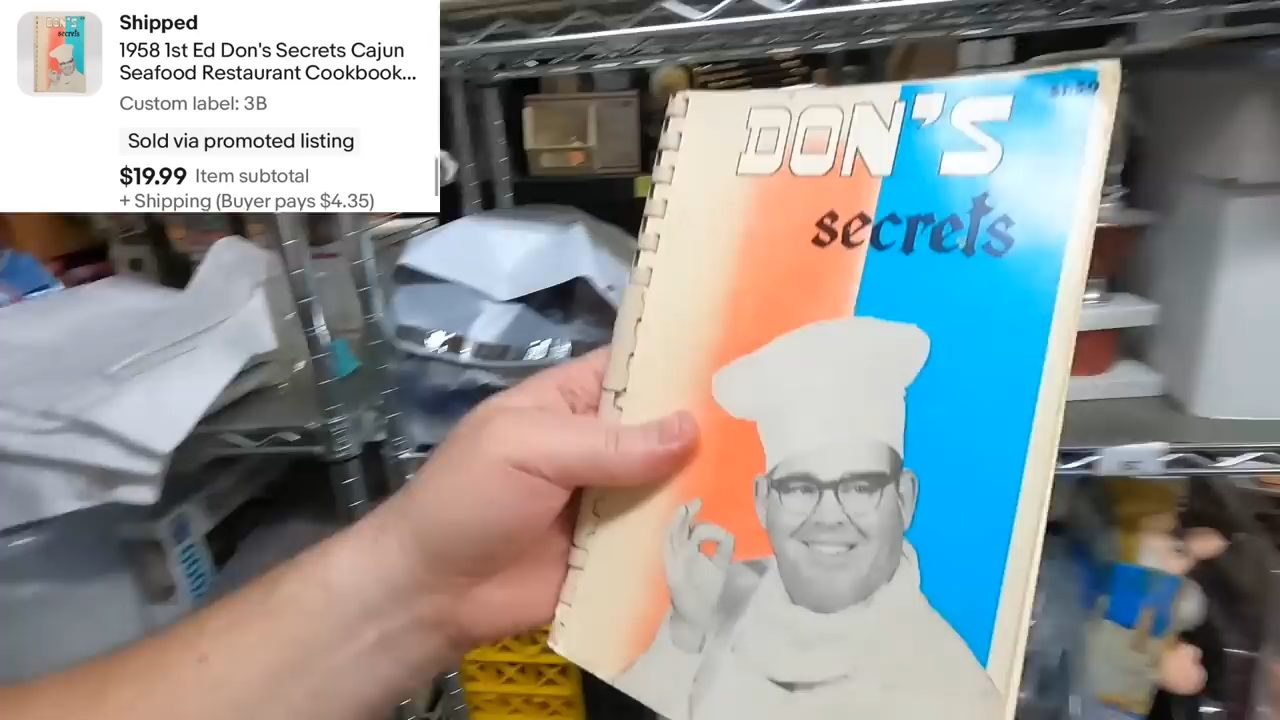 Shipped
1958 1st Ed Don's Secrets Cajun
Seafood Restaurant Cookbook...
Custom label: 3B
Sold via promoted listing
$19.99 Item subtotal
+ Shipping (Buyer pays $4.35)
DON'S
secrets